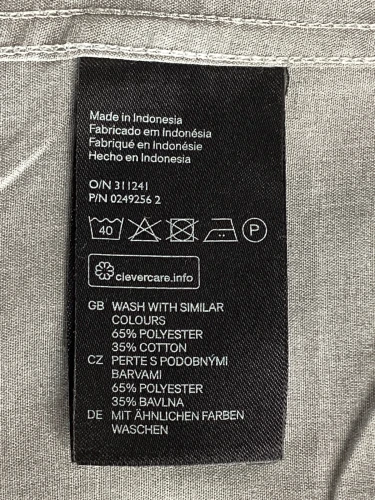 Made in Indonesia
Fabricado em Indonésia
Fabriqué en Indonésie
Hecho en Indonesia
O/N 311241
P/N 0249256 2
40 P
clevercare.info
GB WASH WITH SIMILAR
COLOURS
65% POLYESTER
35% COTTON
CZ PERTE S PODOBNÝMI
BARVAMI
65% POLYESTER
35% BAVLNA
DE MIT ÄHNLICHEN FARBEN
WASCHEN